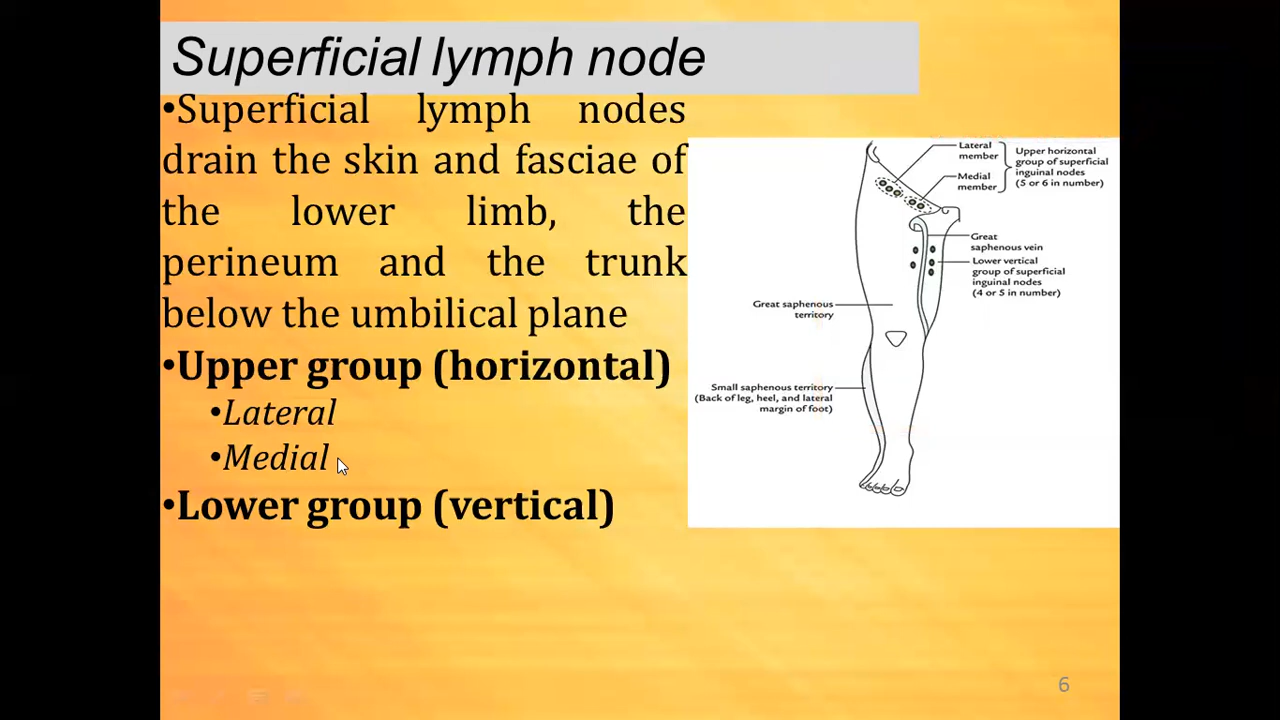 Superficial lymph node
•Superficial lymph nodes
drain the skin and fasciae of
the lower limb, the
perineum and the trunk
below the umbilical plane
•Upper group (horizontal)
•Lateral
•Medial
•Lower group (vertical)
Lateral
member
Medial
member
Upper horizontal
group of superficial
inguinal nodes
(5 or 6 in number)
Great
saphenous vein
Lower vertical
group of superficial
inguinal nodes
(4 or 5 in number)
Great saphenous
territory
Small saphenous territory
(Back of leg, heel, and lateral
margin of foot)
6